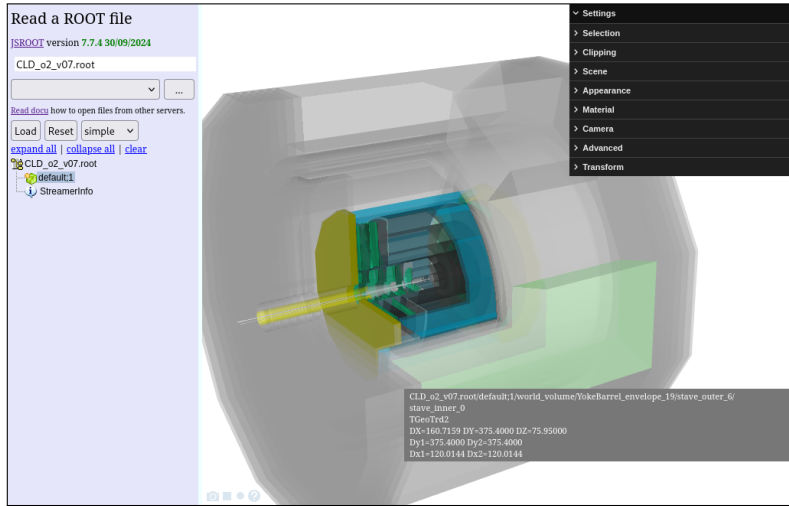 Read a ROOT file
JSROOT version 7.7.4 30/09/2024
CLD_o2_v07.root
...
Read docu how to open files from other servers.
Load Reset simple
expand all | collapse all | clear
CLD_o2_v07.root
default;1
StreamerInfo
Settings
Selection
Clipping
Scene
Appearance
Material
Camera
Advanced
Transform
CLD_o2_v07.root/default;1/world_volume/YokeBarrel_envelope_19/stave_outer_6/
stave_inner_0
TGeoTrd2
DX=160.7159 DY=375.4000 DZ=75.95000
Dy1=375.4000 Dy2=375.4000
Dx1=120.0144 Dx2=120.0144